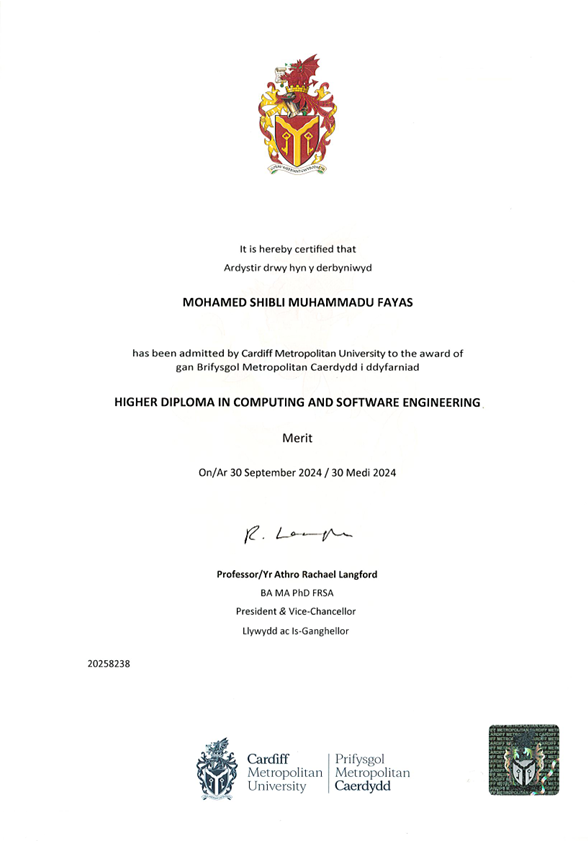 It is hereby certified that
Ardystir drwy hyn y derbyniwyd
MOHAMED SHIBLI MUHAMMADU FAYAS
has been admitted by Cardiff Metropolitan University to the award of
gan Brifysgol Metropolitan Caerdydd i ddyfarniad
HIGHER DIPLOMA IN COMPUTING AND SOFTWARE ENGINEERING
Merit
On/Ar 30 September 2024 / 30 Medi 2024
Professor/Yr Athro Rachael Langford
BA MA PhD FRSA
President & Vice-Chancellor
Llywydd ac Is-Ganghellor
20258238
Cardiff
Metropolitan
University
Prifysgol
Metropolitan
Caerdydd